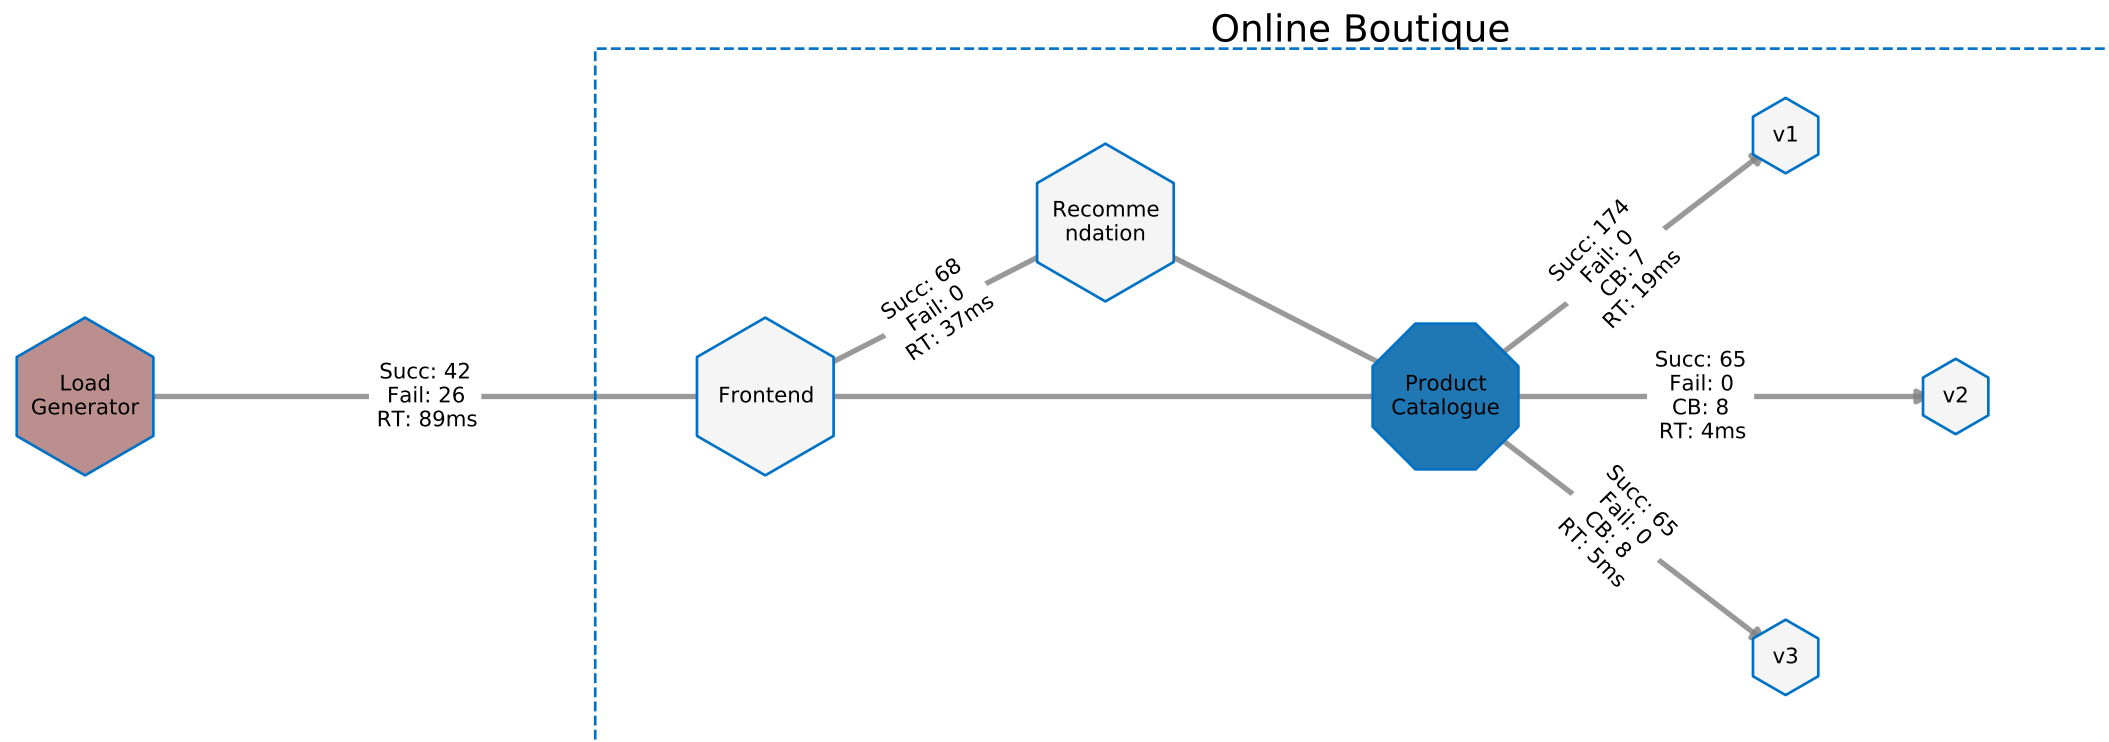 Online Boutique
Load
Generator
Succ: 42
Fail: 26
RT: 89ms
Frontend
Succ: 68
Fail: 0
RT: 37ms
Recomme
ndation
Product
Catalogue
Succ: 174
Fail: 0
CB: 7
RT: 19ms
v1
Succ: 65
Fail: 0
CB: 8
RT: 4ms
v2
Succ: 65
Fail: 0
CB: 8
RT: 5ms
v3